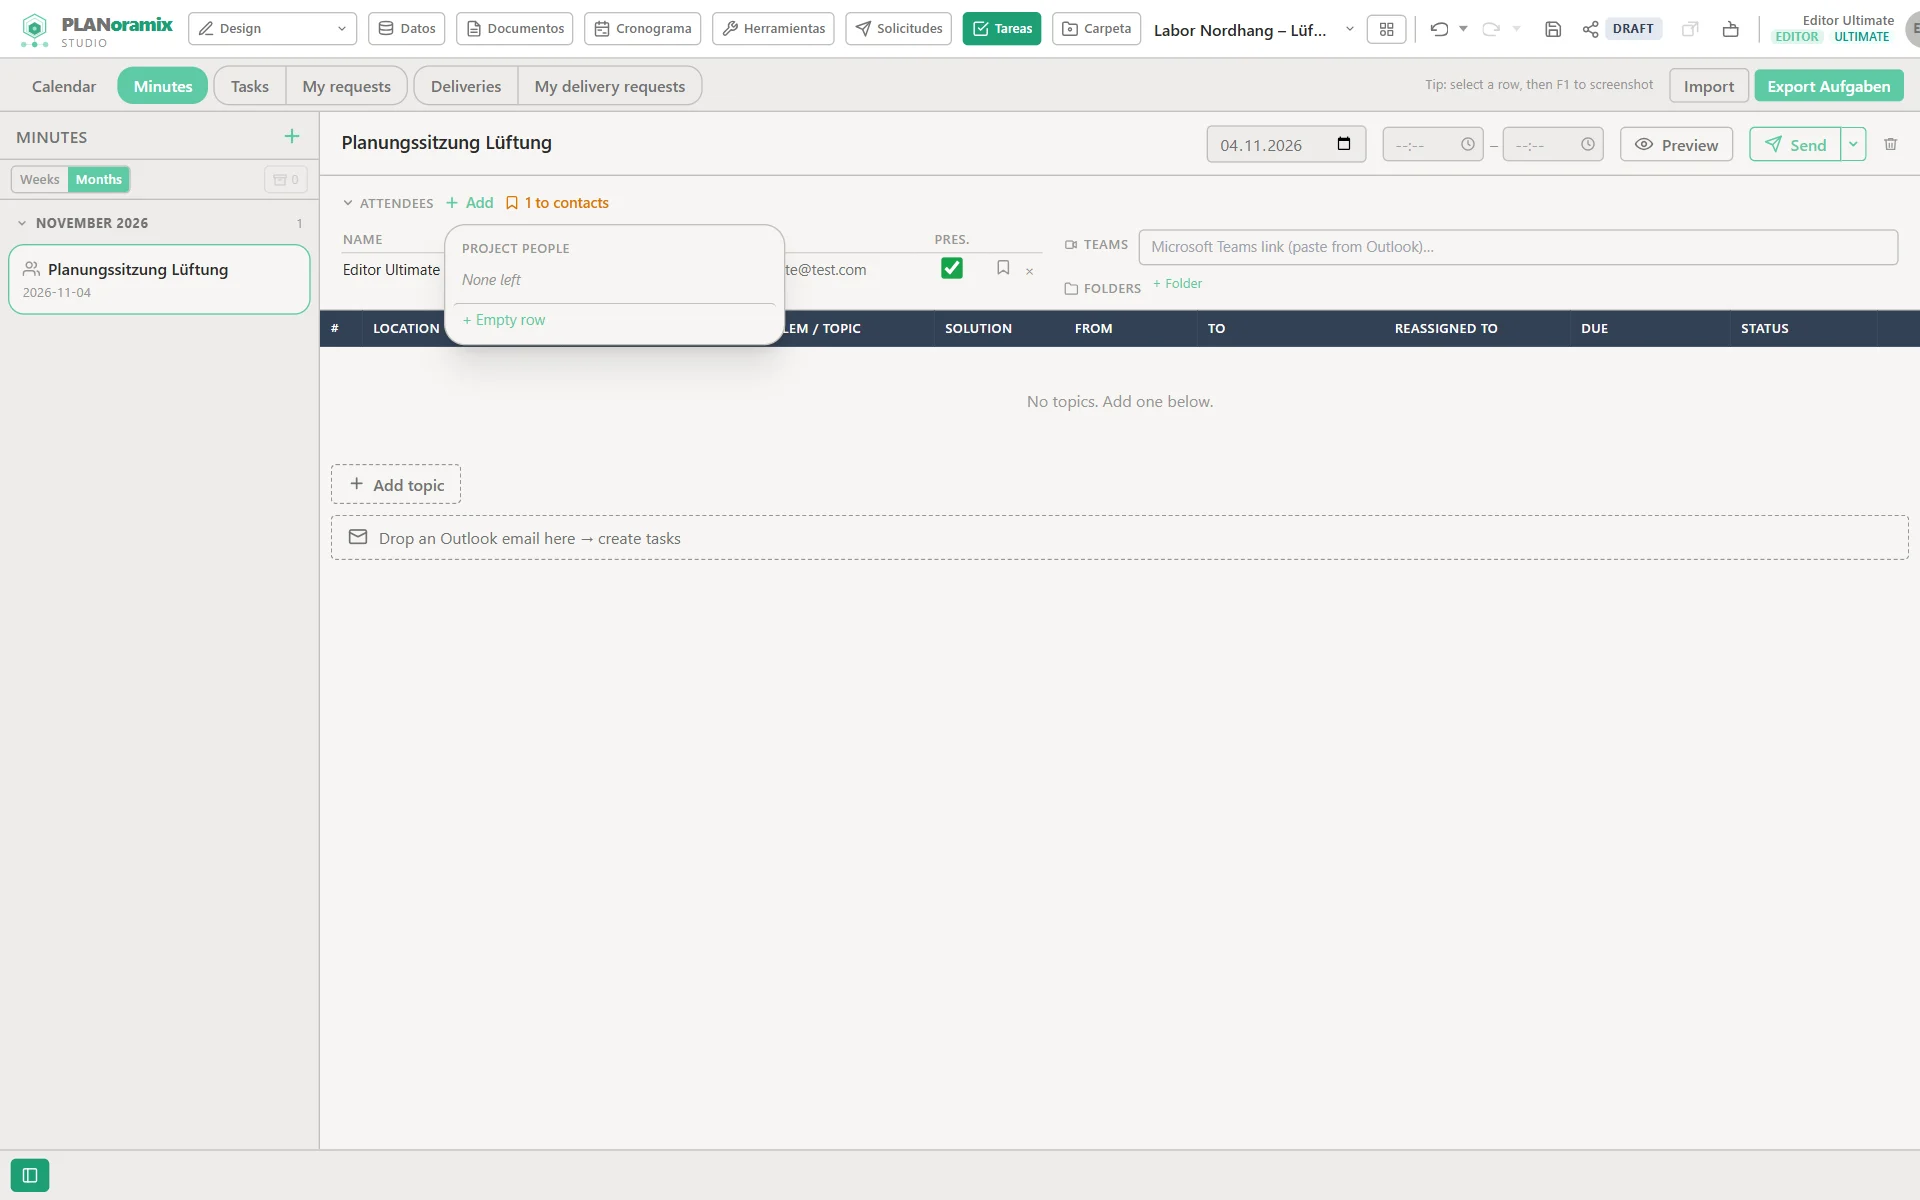 PLANoramix
STUDIO
Design
Datos
Documentos
Cronograma
Herramientas
Solicitudes
Tareas
Carpeta
Labor Nordhang – Lüf...
DRAFT
Editor Ultimate
EDITOR ULTIMATE
E
Calendar
Minutes
Tasks
My requests
Deliveries
My delivery requests
Tip: select a row, then F1 to screenshot
Import
Export Aufgaben
MINUTES
Weeks
Months
0
NOVEMBER 2026
1
Planungssitzung Lüftung
2026-11-04
Planungssitzung Lüftung
04.11.2026
--:--
–
--:--
Preview
Send
ATTENDEES
+ Add
1 to contacts
NAME
PRES.
Editor Ultimate
te@test.com
×
PROJECT PEOPLE
None left
+ Empty row
TEAMS
Microsoft Teams link (paste from Outlook)...
FOLDERS
+ Folder
#
LOCATION
LEM / TOPIC
SOLUTION
FROM
TO
REASSIGNED TO
DUE
STATUS
No topics. Add one below.
+ Add topic
Drop an Outlook email here → create tasks